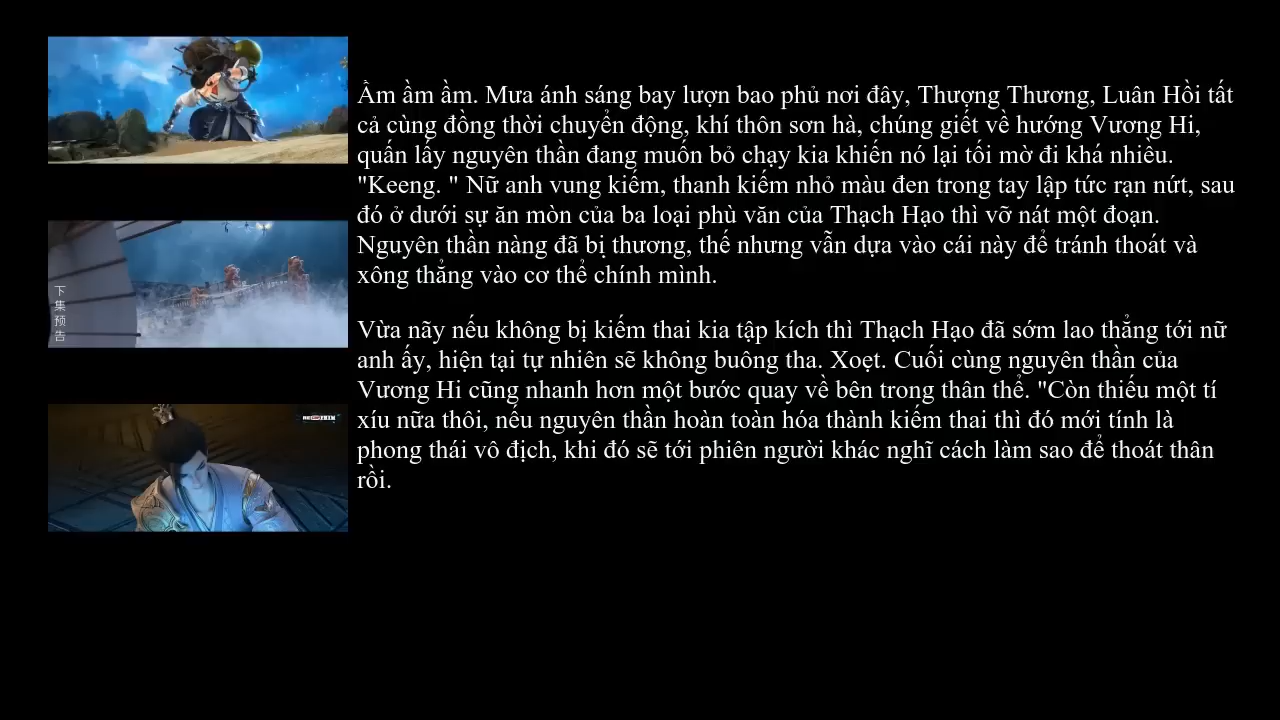 Ầm ầm ầm. Mưa ánh sáng bay lượn bao phủ nơi đây, Thượng Thương, Luân Hồi tất
cả cùng đồng thời chuyển động, khí thôn sơn hà, chúng giết về hướng Vương Hi,
quấn lấy nguyên thần đang muốn bỏ chạy kia khiến nó lại tối mờ đi khá nhiều.
"Keeng. " Nữ anh vung kiếm, thanh kiếm nhỏ màu đen trong tay lập tức rạn nứt, sau
đó ở dưới sự ăn mòn của ba loại phù văn của Thạch Hạo thì vỡ nát một đoạn.
Nguyên thần nàng đã bị thương, thế nhưng vẫn dựa vào cái này để tránh thoát và
xông thẳng vào cơ thể chính mình.
Vừa nãy nếu không bị kiếm thai kia tập kích thì Thạch Hạo đã sớm lao thẳng tới nữ
anh ấy, hiện tại tự nhiên sẽ không buông tha. Xoẹt. Cuối cùng nguyên thần của
Vương Hi cũng nhanh hơn một bước quay về bên trong thân thể. "Còn thiếu một tí
xíu nữa thôi, nếu nguyên thần hoàn toàn hóa thành kiếm thai thì đó mới tính là
phong thái vô địch, khi đó sẽ tới phiên người khác nghĩ cách làm sao để thoát thân
rồi.
下集预告